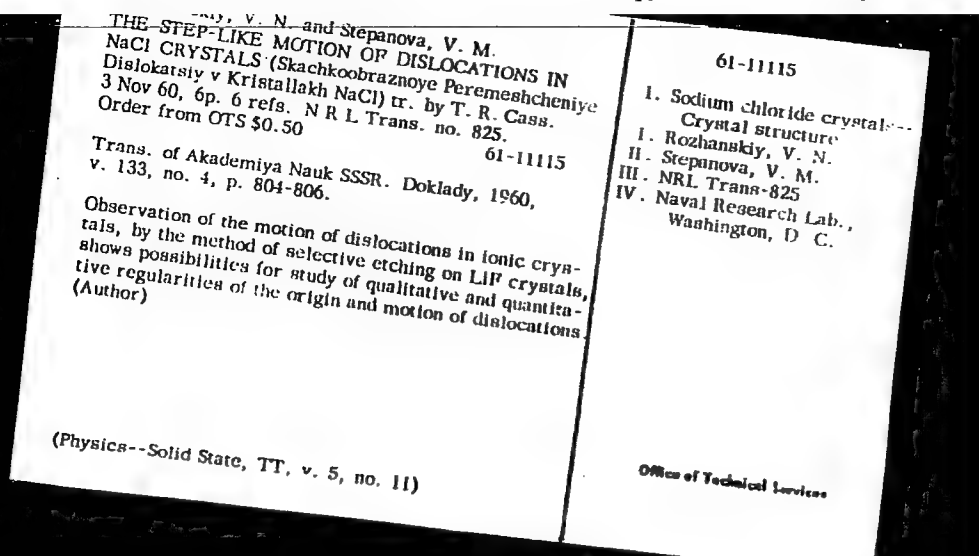 V. N. and Stepanova, V. M.
THE STEP-LIKE MOTION OF DISLOCATIONS IN
NaCl CRYSTALS (Skachkoobraznoye Peremeshcheniye
Dislokatsiy v Kristallakh NaCl) tr. by T. R. Cass.
3 Nov 60, 6p. 6 refs. N R L Trans. no. 825.
Order from OTS $0.50
61-11115
Trans. of Akademiya Nauk SSSR. Doklady, 1960,
v. 133, no. 4, p. 804-806.
Observation of the motion of dislocations in ionic crys-
tals, by the method of selective etching on LiF crystals,
shows possibilities for study of qualitative and quantita-
tive regularities of the origin and motion of dislocations.
(Author)
(Physics--Solid State, TT, v. 5, no. 11)
61-11115
1. Sodium chloride crystals--
Crystal structure
I. Rozhanskiy, V. N.
II. Stepanova, V. M.
III. NRL Trans-825
IV. Naval Research Lab.,
Washington, D. C.
Office of Technical Services